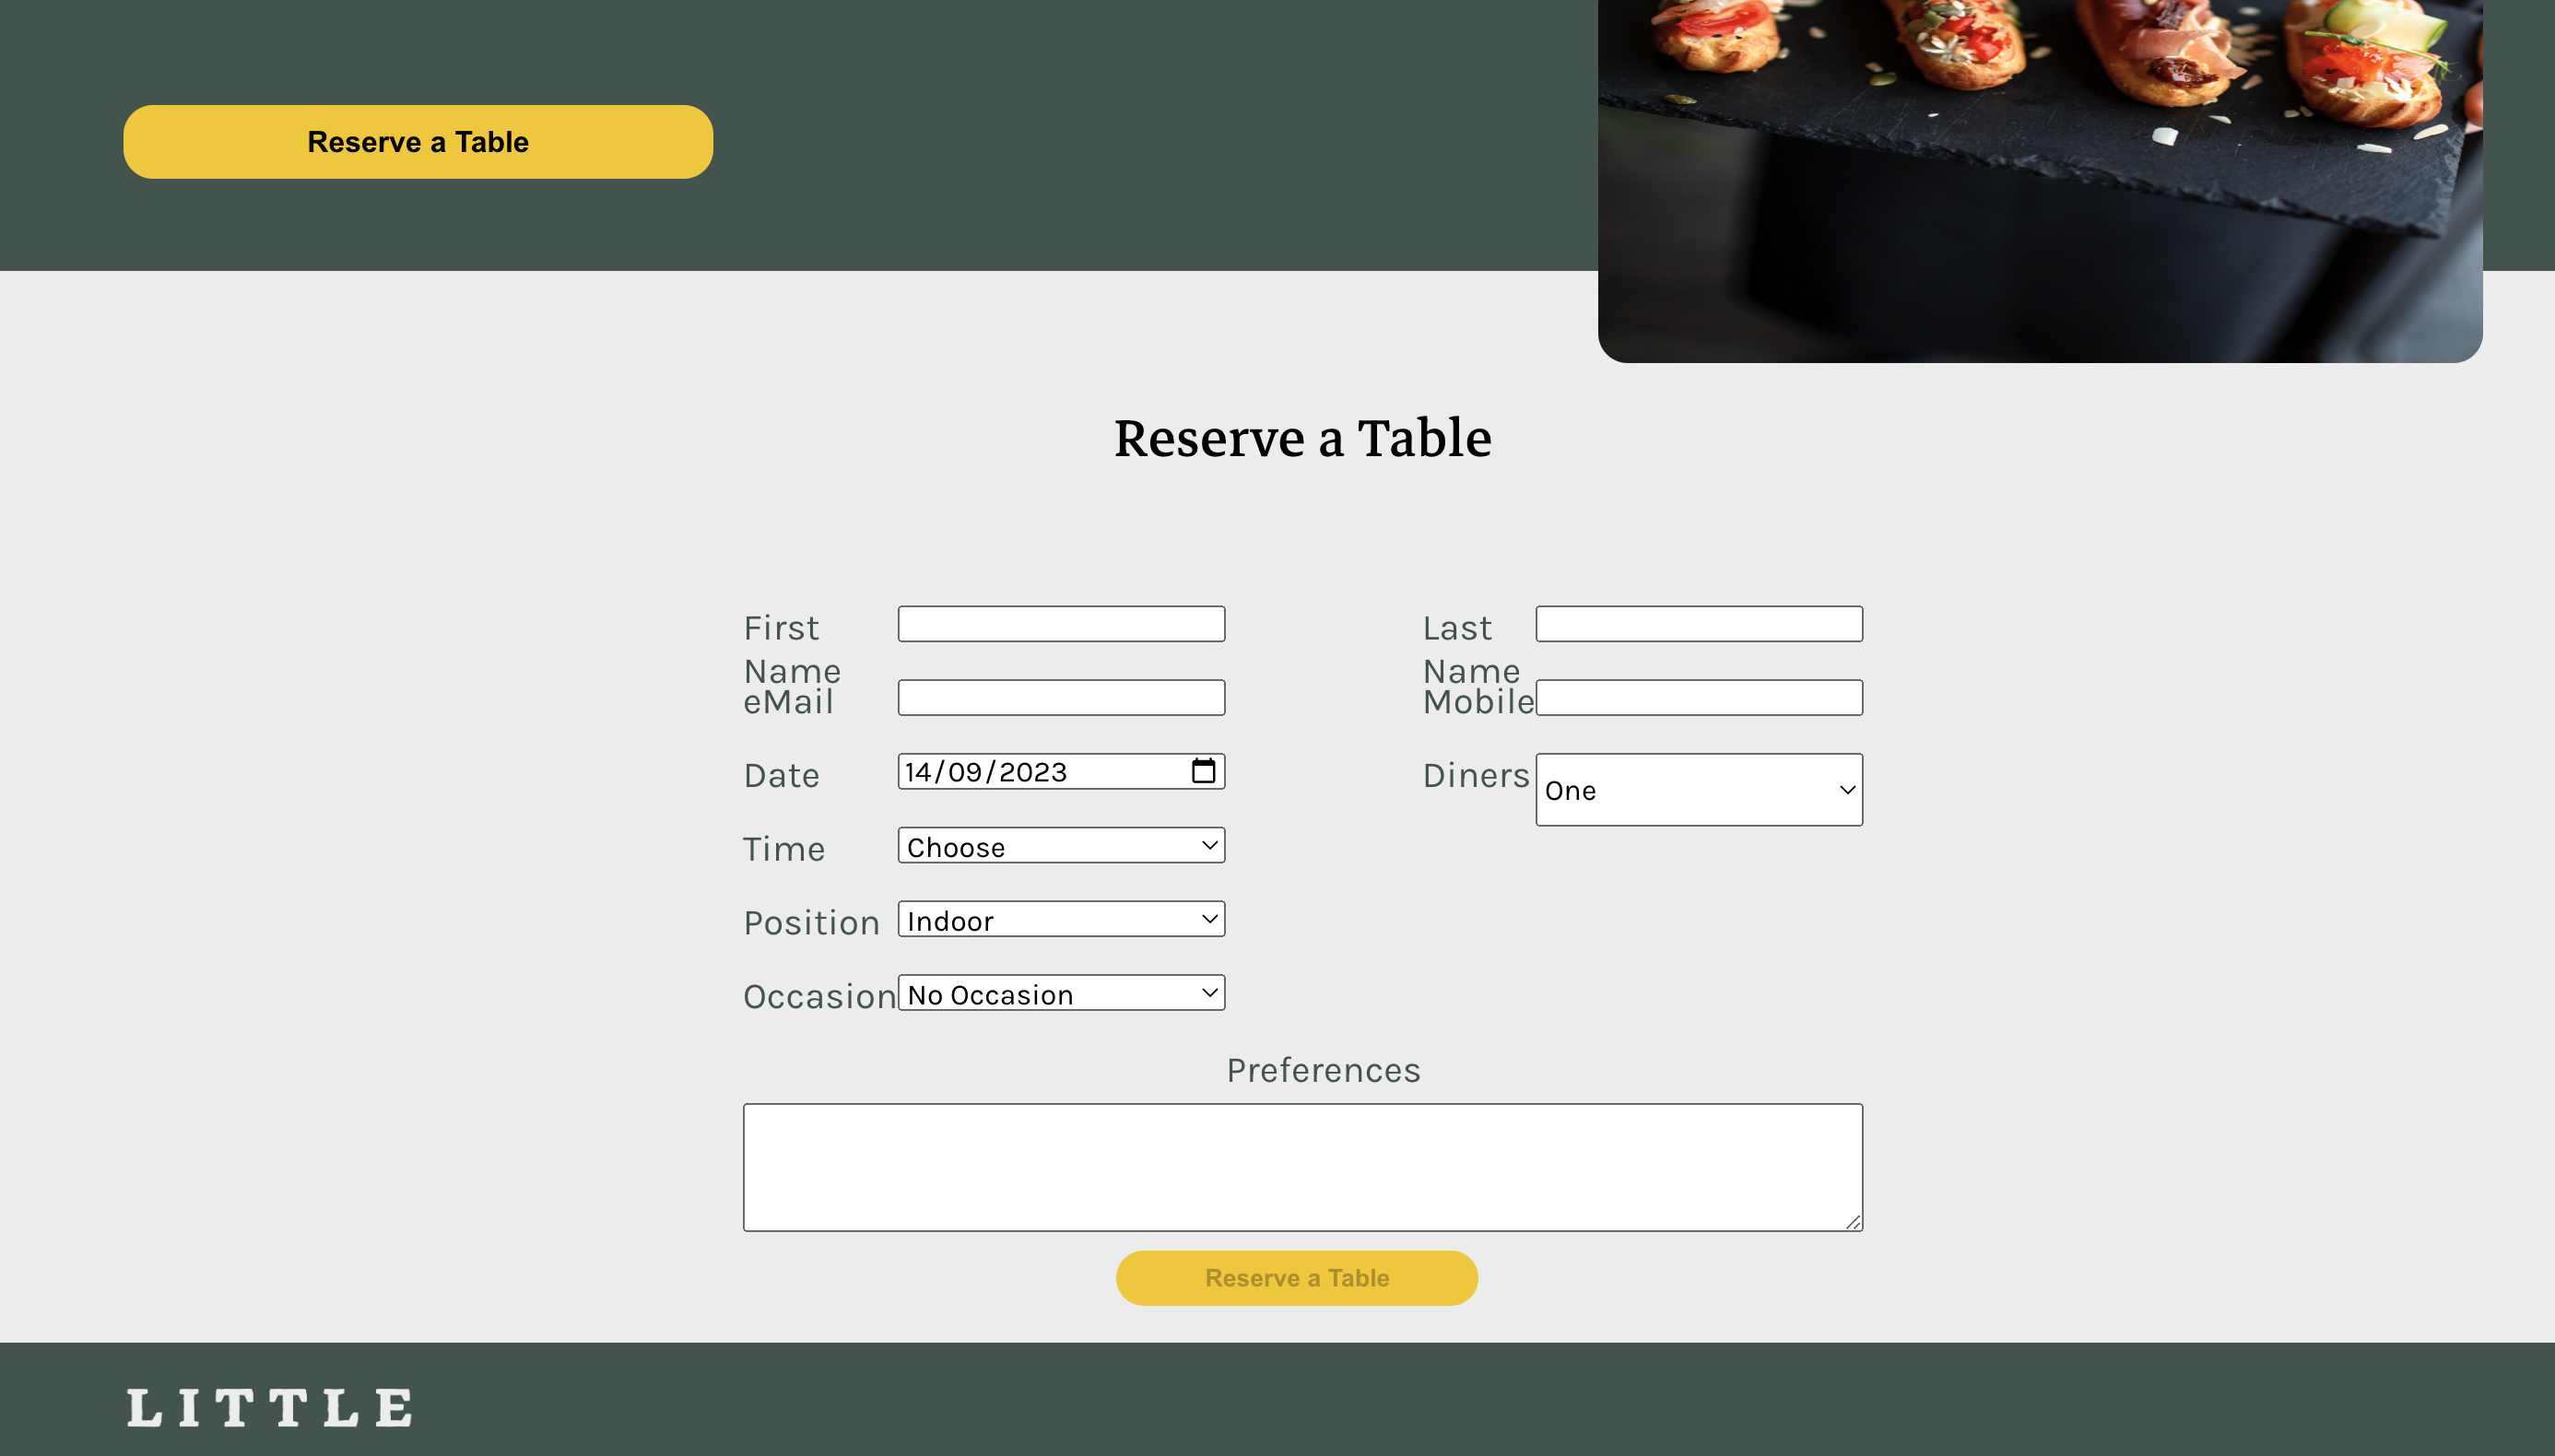 Reserve a Table
Reserve a Table
First Name
Last Name
eMail
Mobile
Date 14/09/2023
Diners One
Time Choose
Position Indoor
Occasion No Occasion
Preferences
Reserve a Table
LITTLE